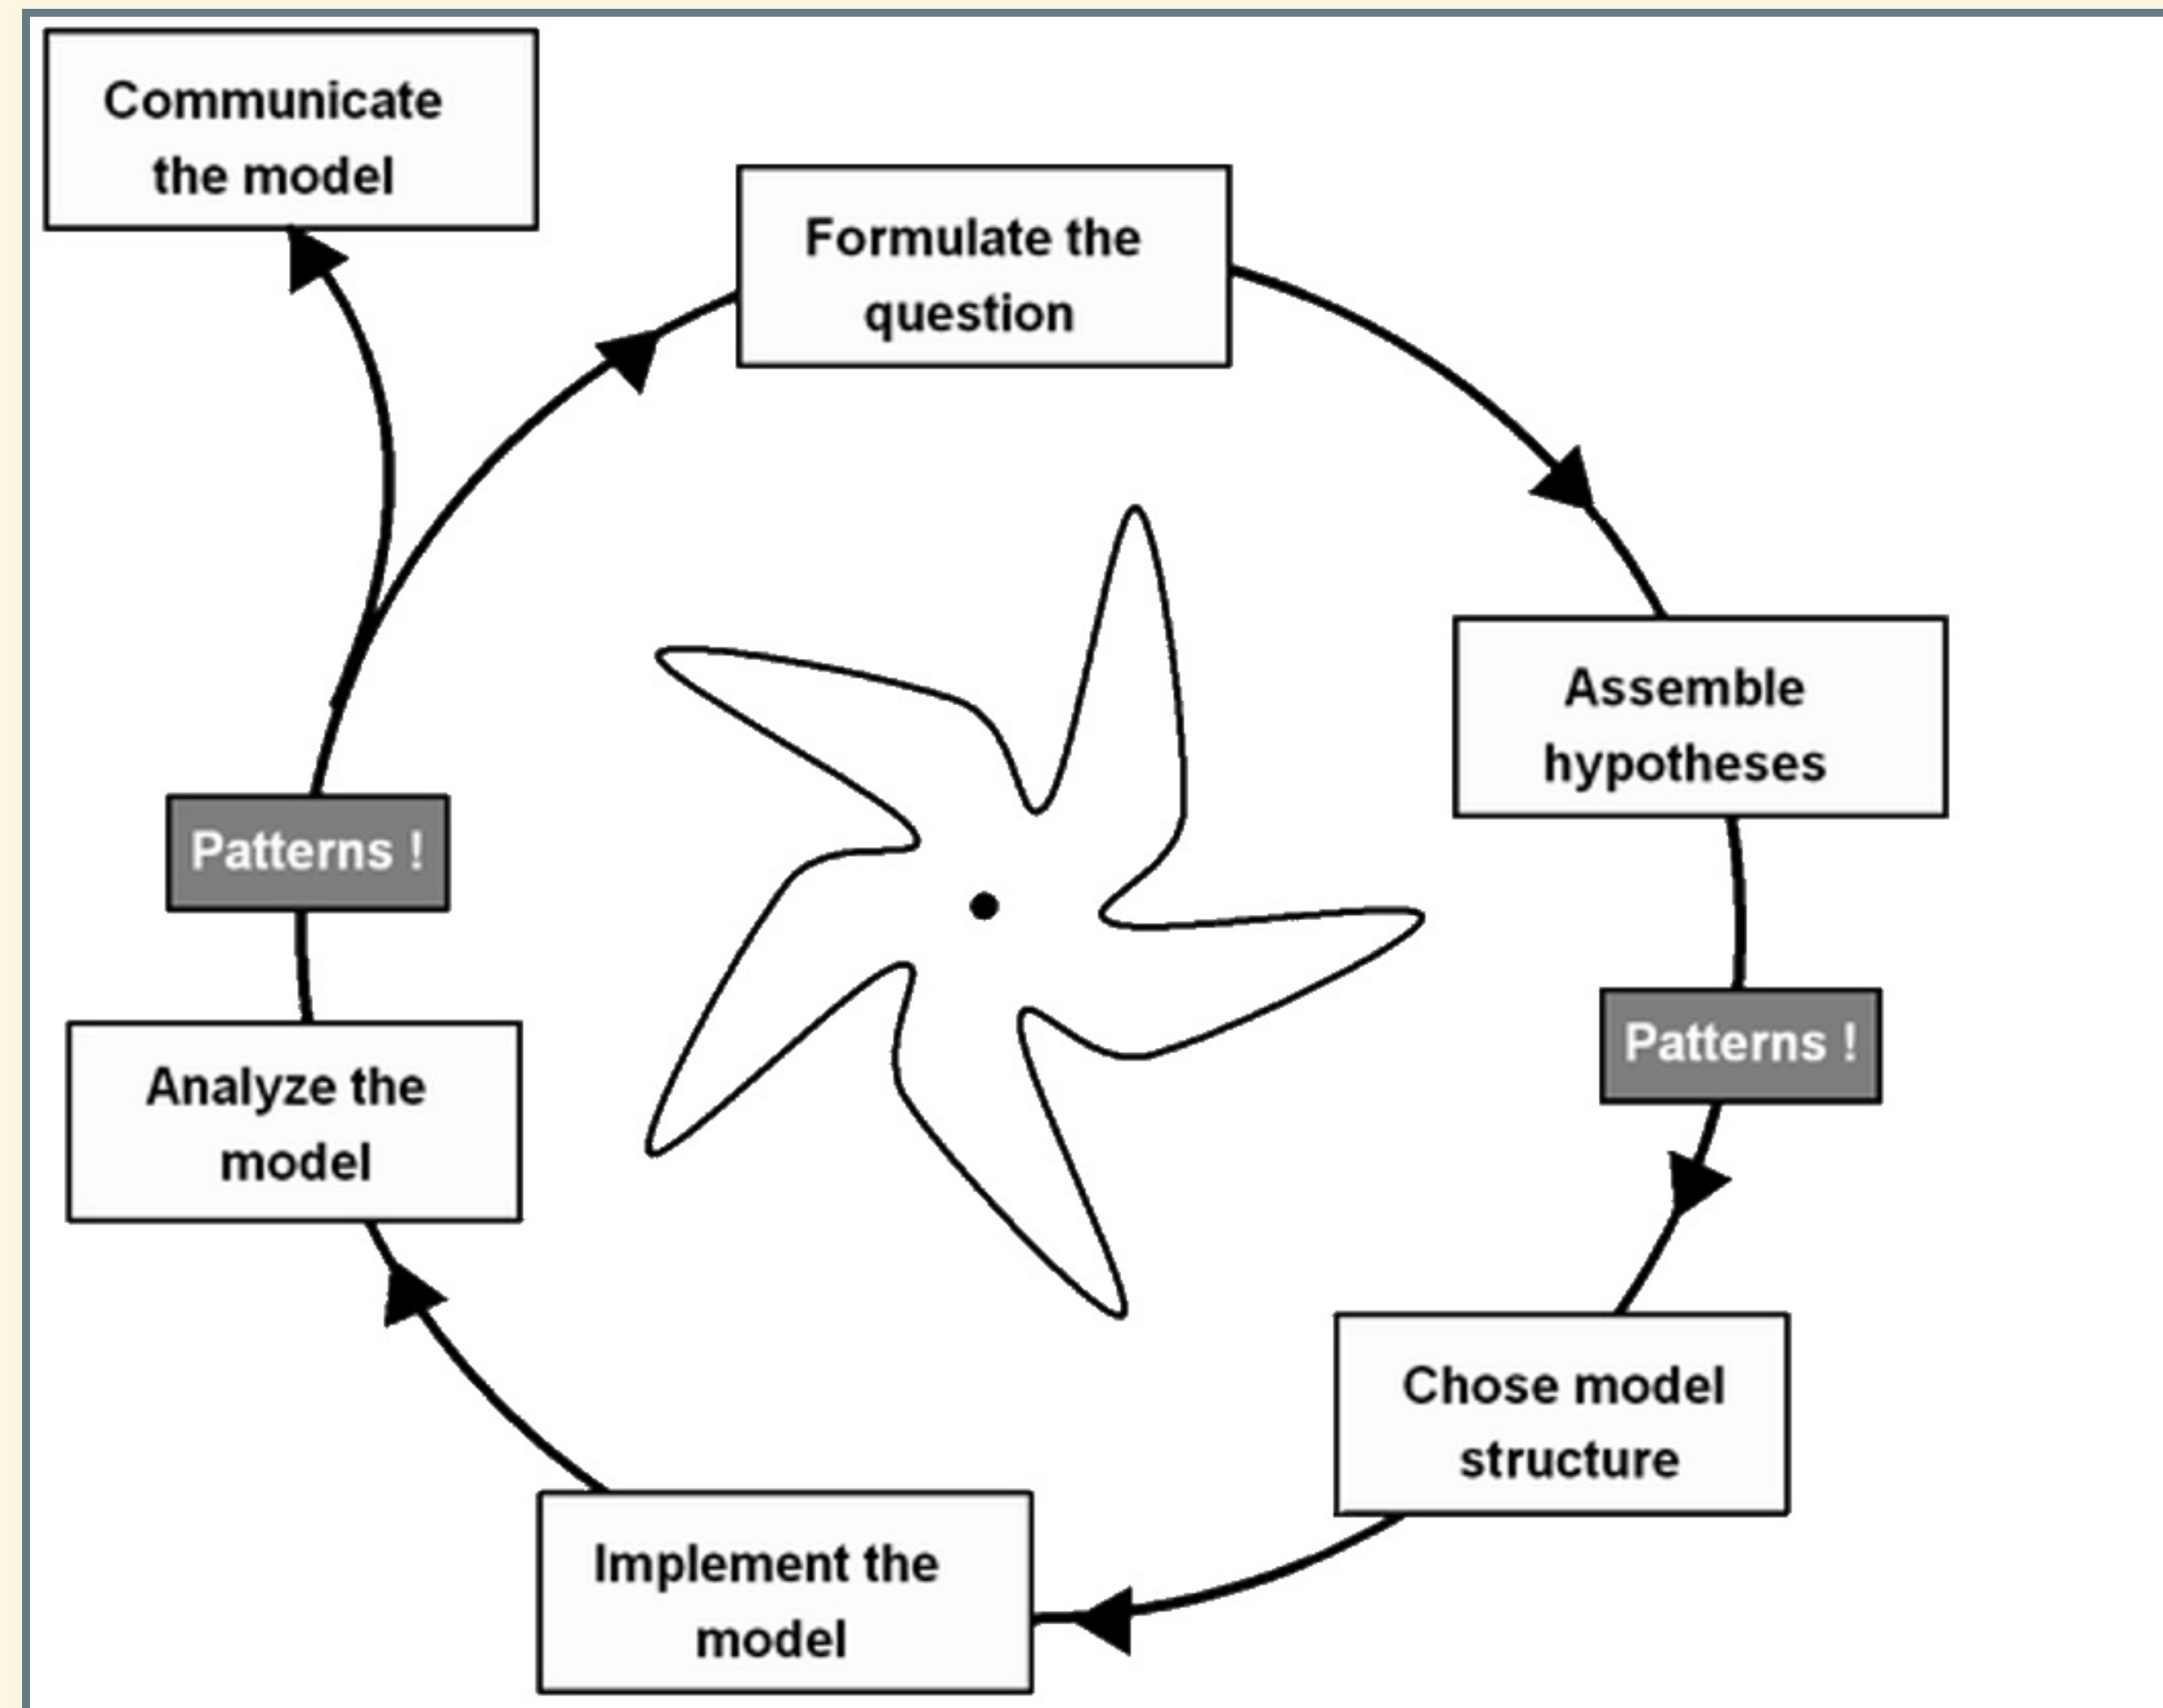 Communicate
the model
Formulate the
question
Assemble
hypotheses
Patterns !
Chose model
structure
Implement the
model
Analyze the
model
Patterns !